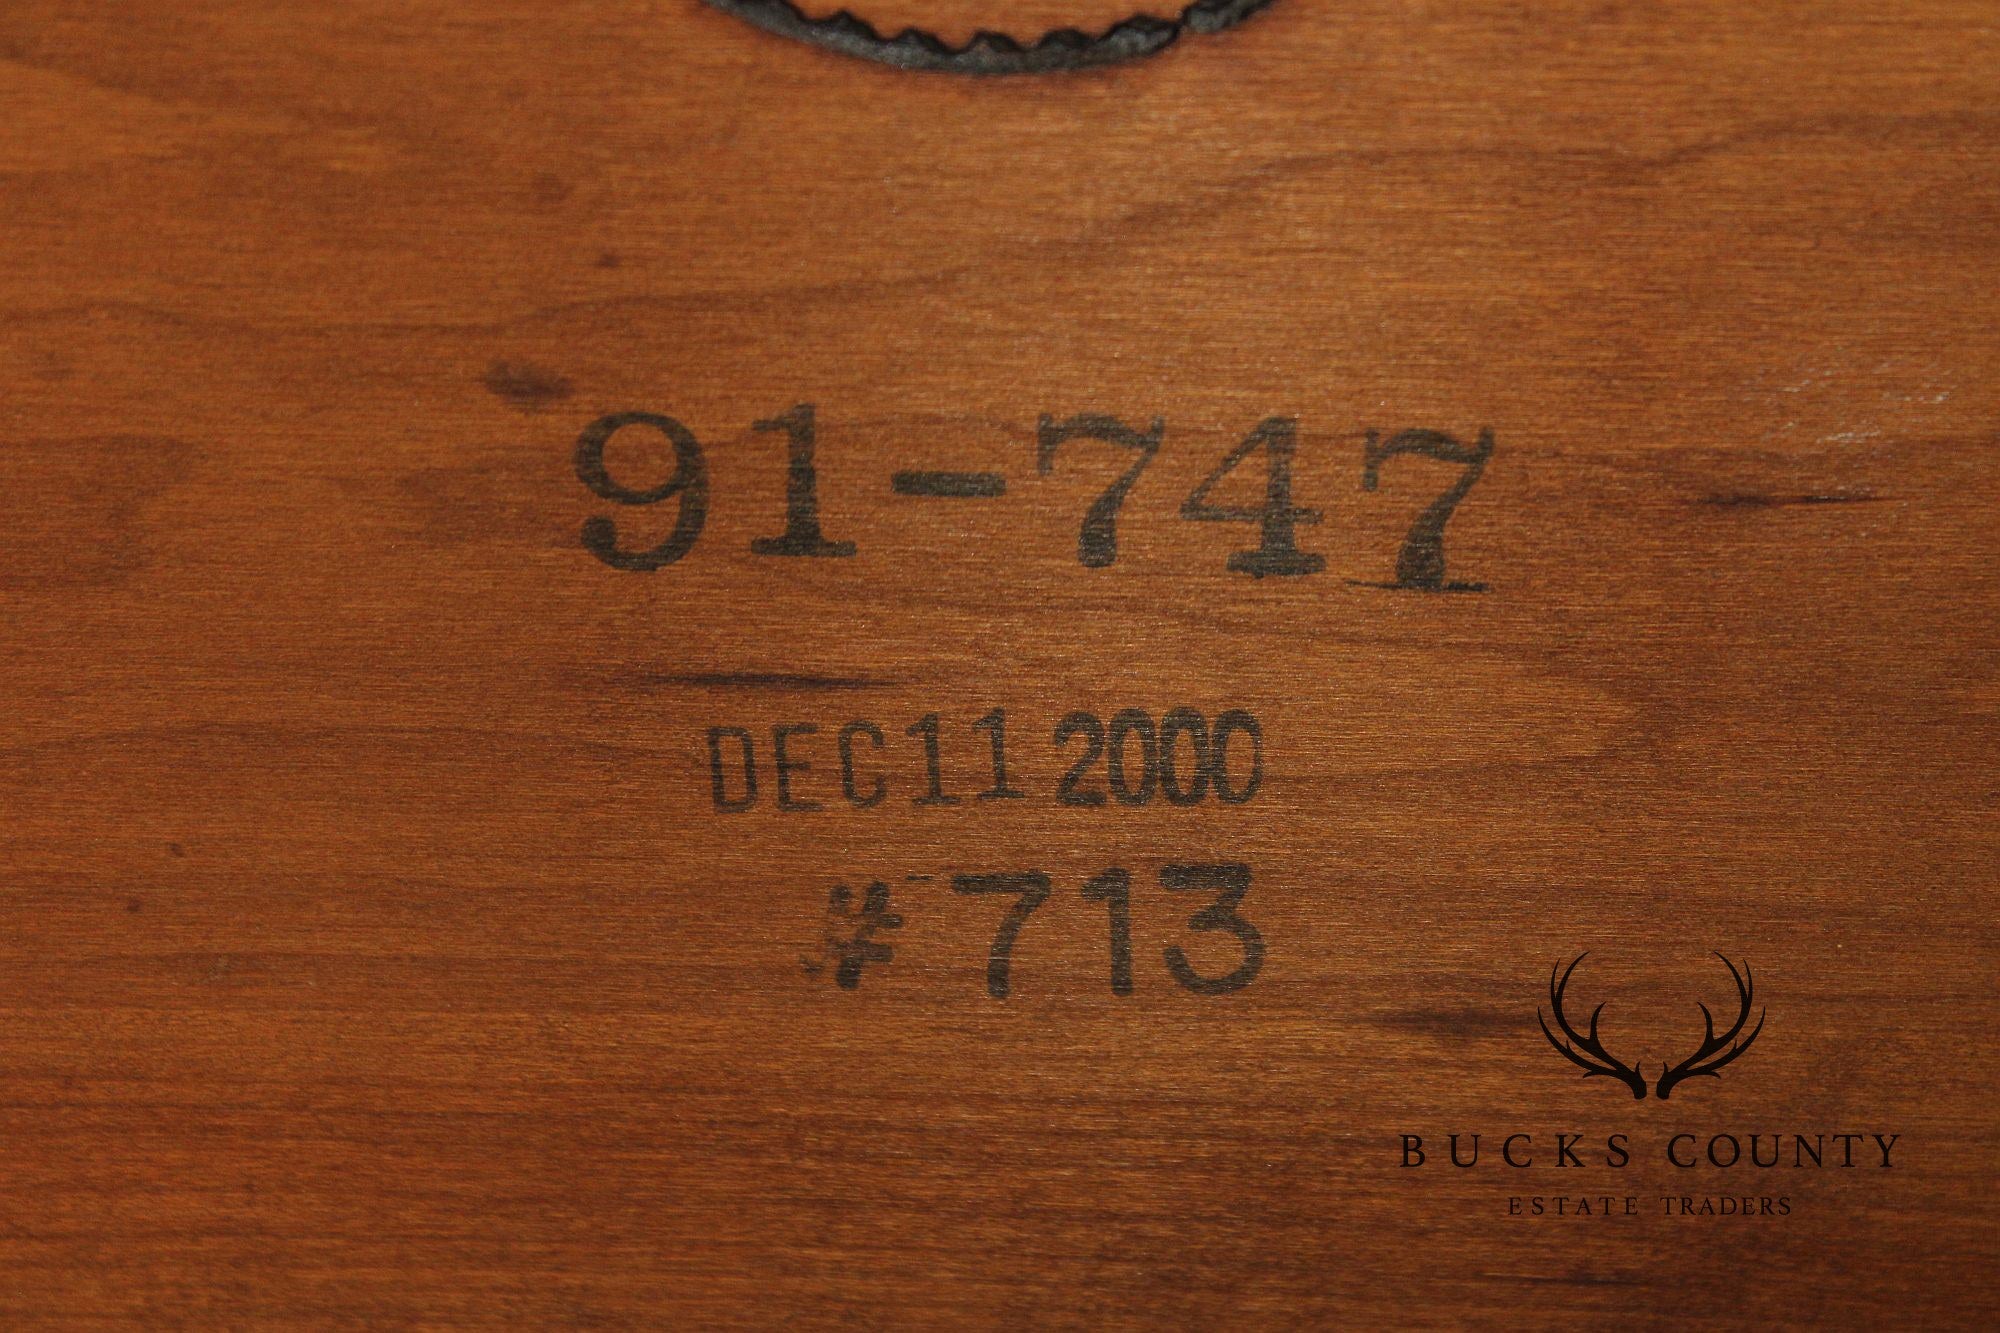 91-747
DEC 11 2000
# 713
BUCKS COUNTY
ESTATE TRADERS